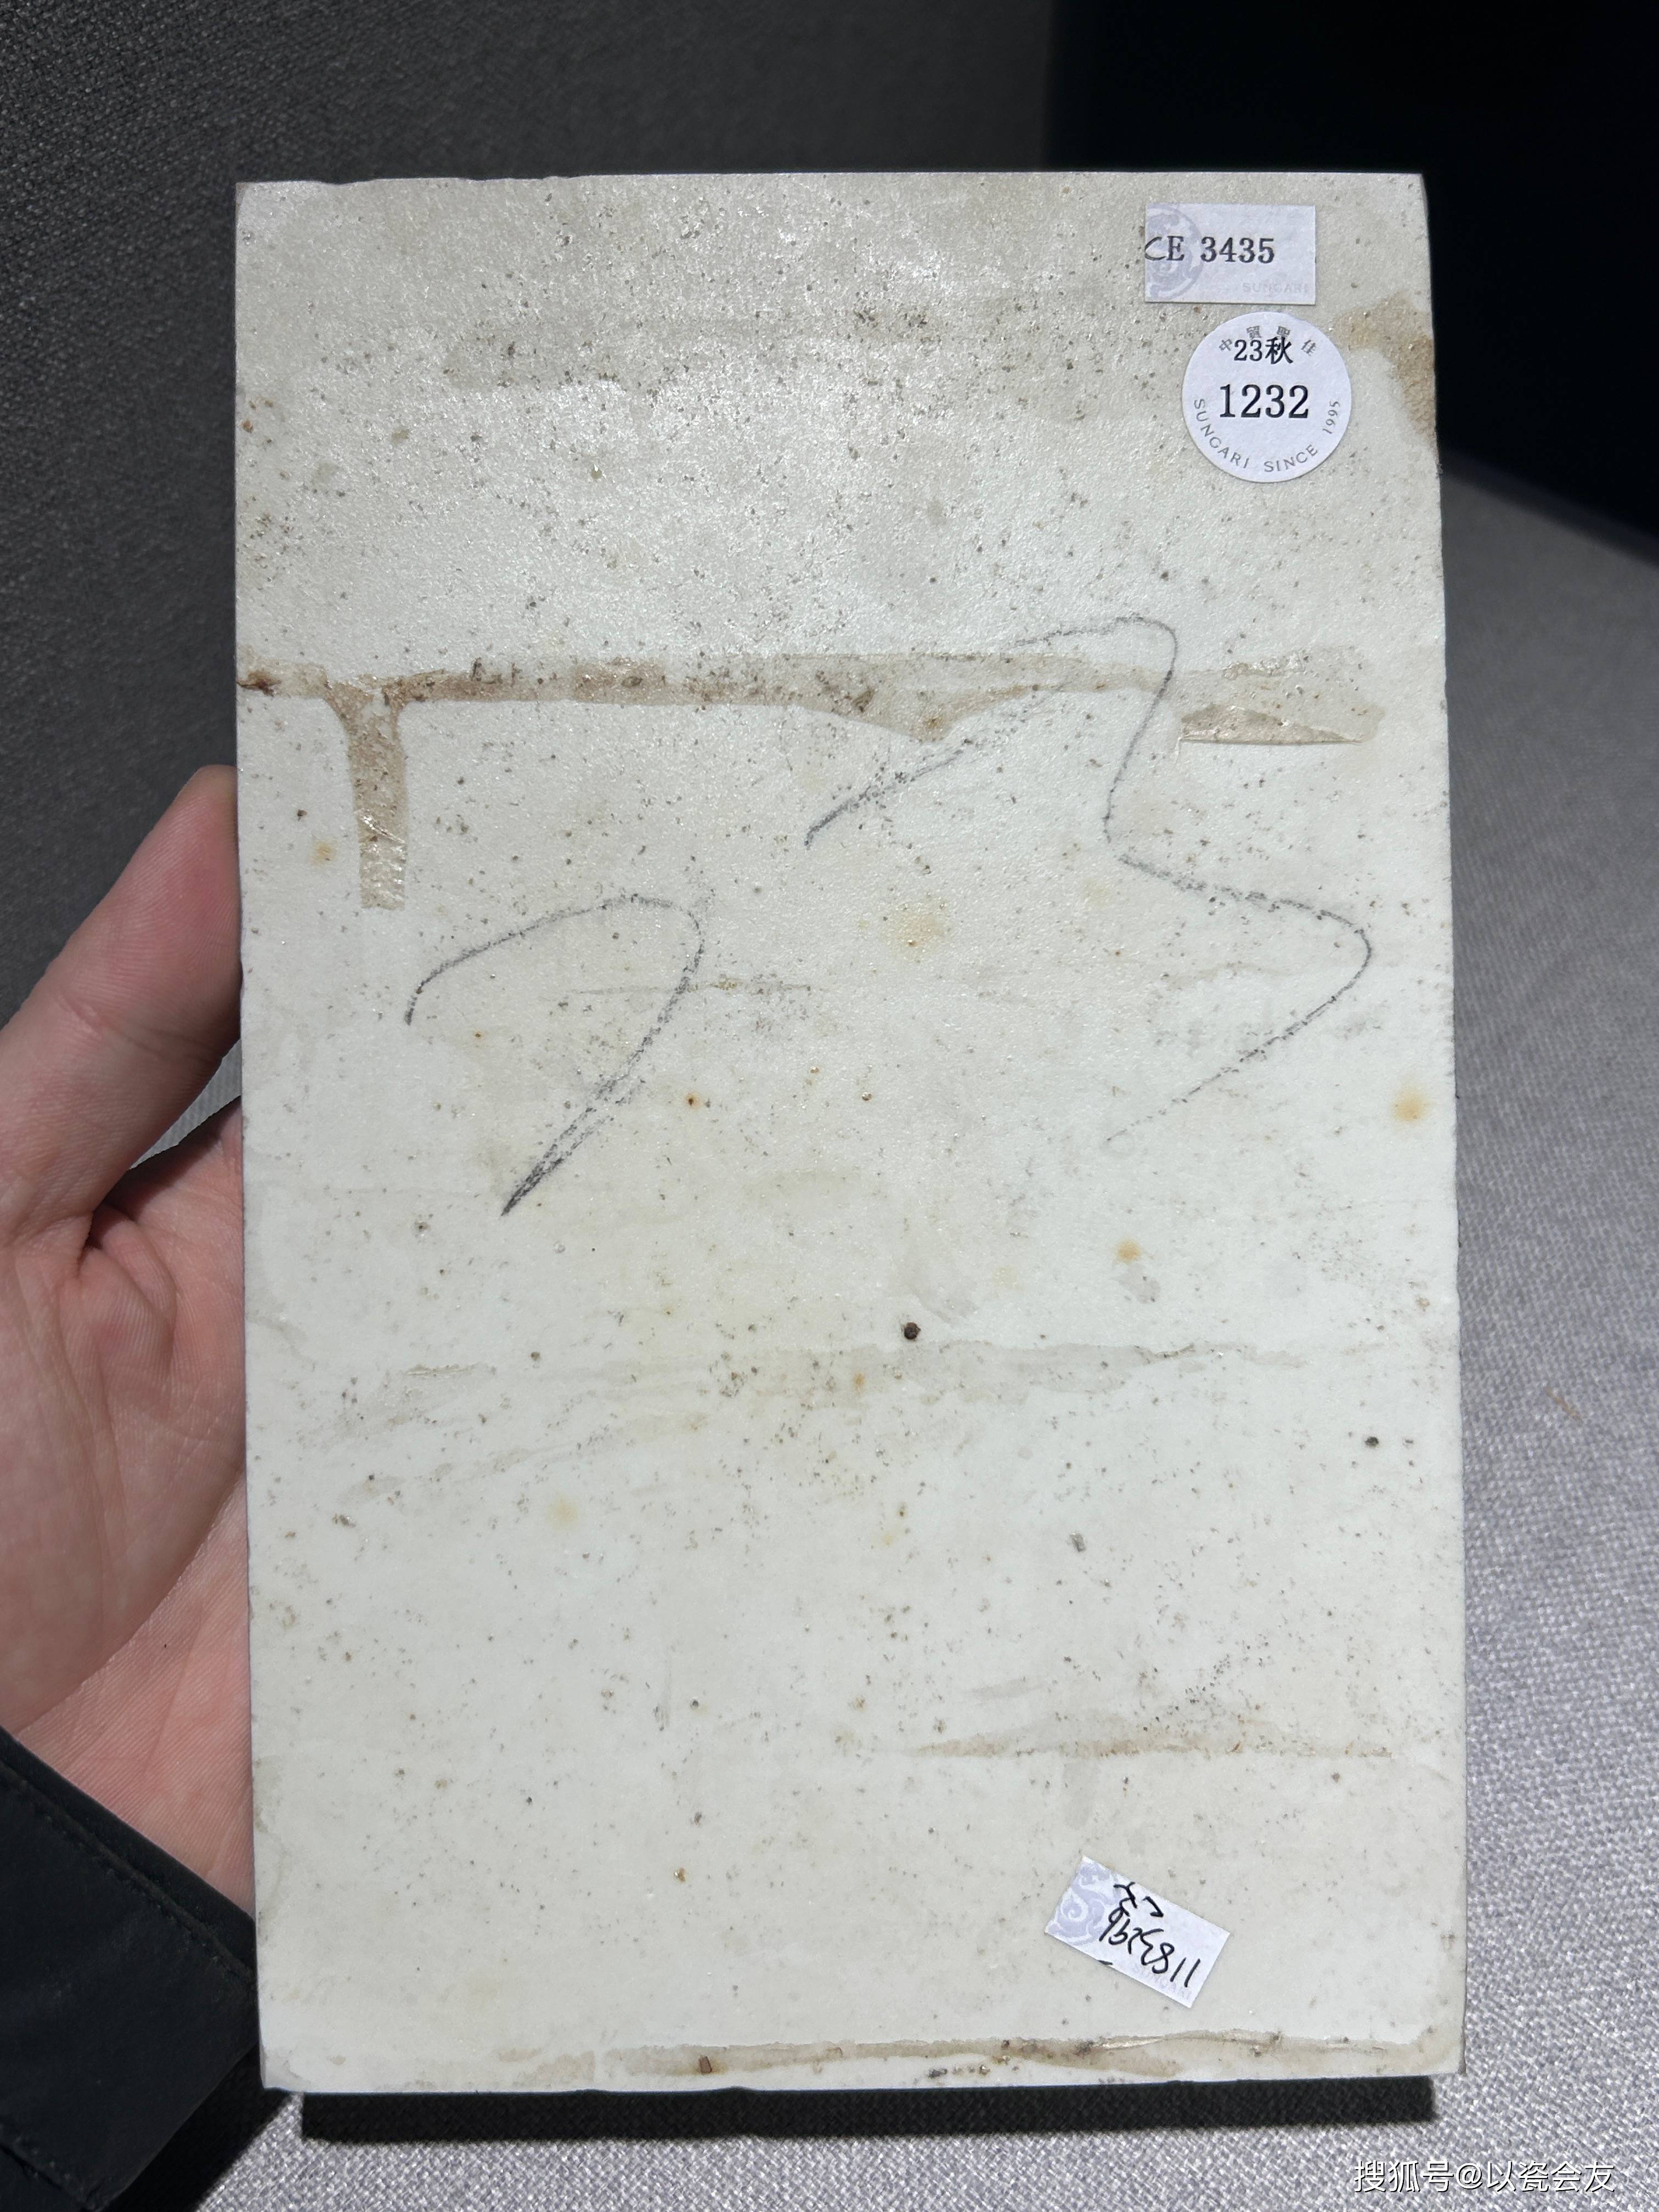 CE 3435
SUNGARI
中貿聖佳
23秋
1232
SUNGARI SINCE 1995
1183296
搜狐号@以瓷会友